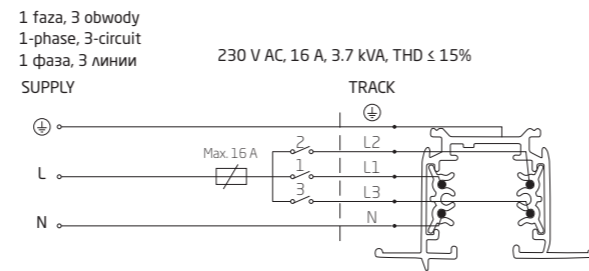 1 faza, 3 obwody
1-phase, 3-circuit
1 фаза, 3 линии
230 V AC, 16 A, 3.7 kVA, THD ≤ 15%
SUPPLY
TRACK
Max. 16 A
2
L2
L
1
L1
3
L3
N
N